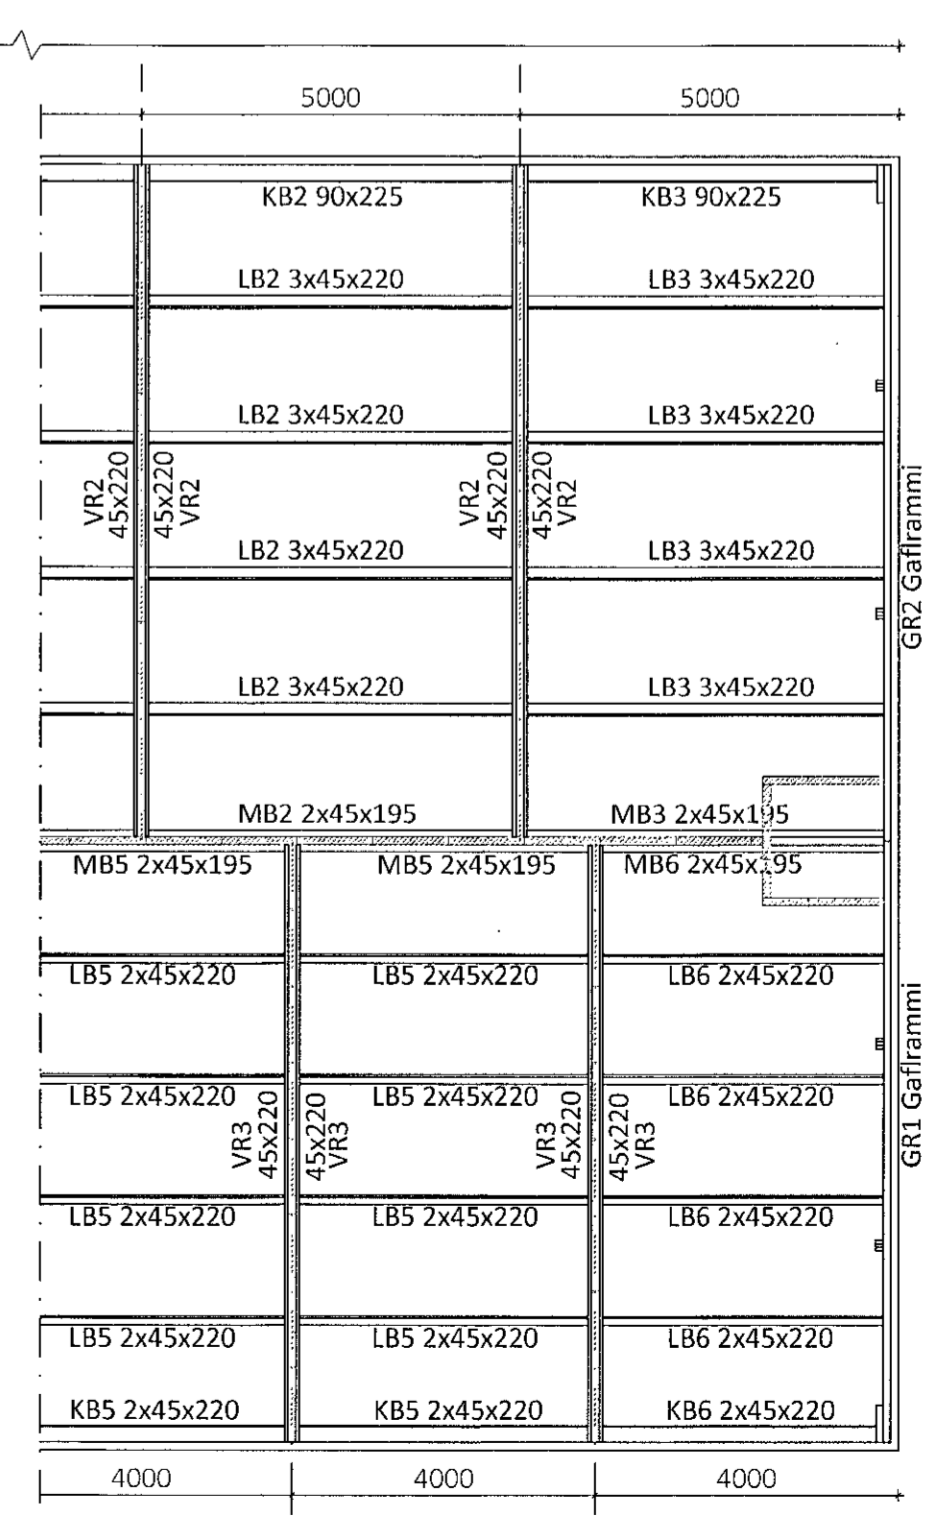 5000 5000
KB2 90x225 KB3 90x225
LB2 3x45x220 LB3 3x45x220
LB2 3x45x220 LB3 3x45x220
VR2
45x220
45x220
VR2
VR2
45x220
45x220
VR2
LB2 3x45x220 LB3 3x45x220
GR2 Gaflrammi
LB2 3x45x220 LB3 3x45x220
MB2 2x45x195 MB3 2x45x195
MB5 2x45x195 MB5 2x45x195 MB6 2x45x195
LB5 2x45x220 LB5 2x45x220 LB6 2x45x220
GR1 Gaflrammi
LB5 2x45x220 LB5 2x45x220 LB6 2x45x220
VR3
45x220
45x220
VR3
VR3
45x220
45x220
VR3
LB5 2x45x220 LB5 2x45x220 LB6 2x45x220
LB5 2x45x220 LB5 2x45x220 LB6 2x45x220
KB5 2x45x220 KB5 2x45x220 KB6 2x45x220
4000 4000 4000